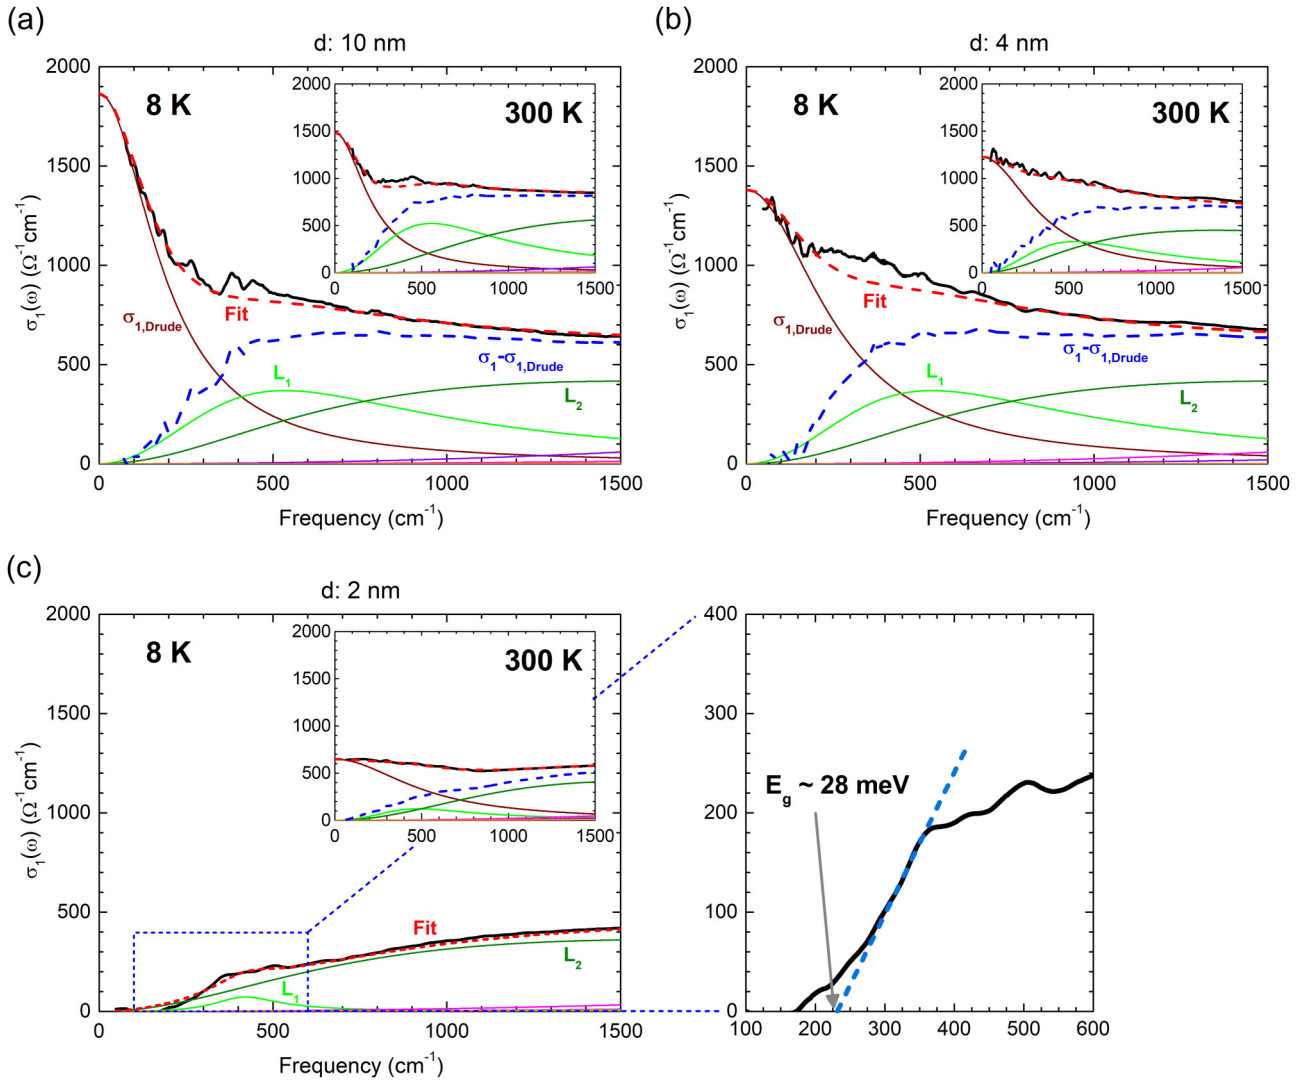 (a)
d: 10 nm
8 K
300 K
2000
1500
1000
500
0
σ₁(ω) (Ω⁻¹cm⁻¹)
2000
1500
1000
500
0
0 500 1000 1500
σ₁,Drude
Fit
σ₁-σ₁,Drude
L₁
L₂
0 500 1000 1500
Frequency (cm⁻¹)
(b)
d: 4 nm
8 K
300 K
2000
1500
1000
500
0
σ₁(ω) (Ω⁻¹cm⁻¹)
2000
1500
1000
500
0
0 500 1000 1500
σ₁,Drude
Fit
σ₁-σ₁,Drude
L₁
L₂
0 500 1000 1500
Frequency (cm⁻¹)
(c)
d: 2 nm
8 K
300 K
2000
1500
1000
500
0
σ₁(ω) (Ω⁻¹cm⁻¹)
2000
1500
1000
500
0
0 500 1000 1500
Fit
L₁
L₂
0 500 1000 1500
Frequency (cm⁻¹)
400
300
200
100
0
E_g ~ 28 meV
100 200 300 400 500 600